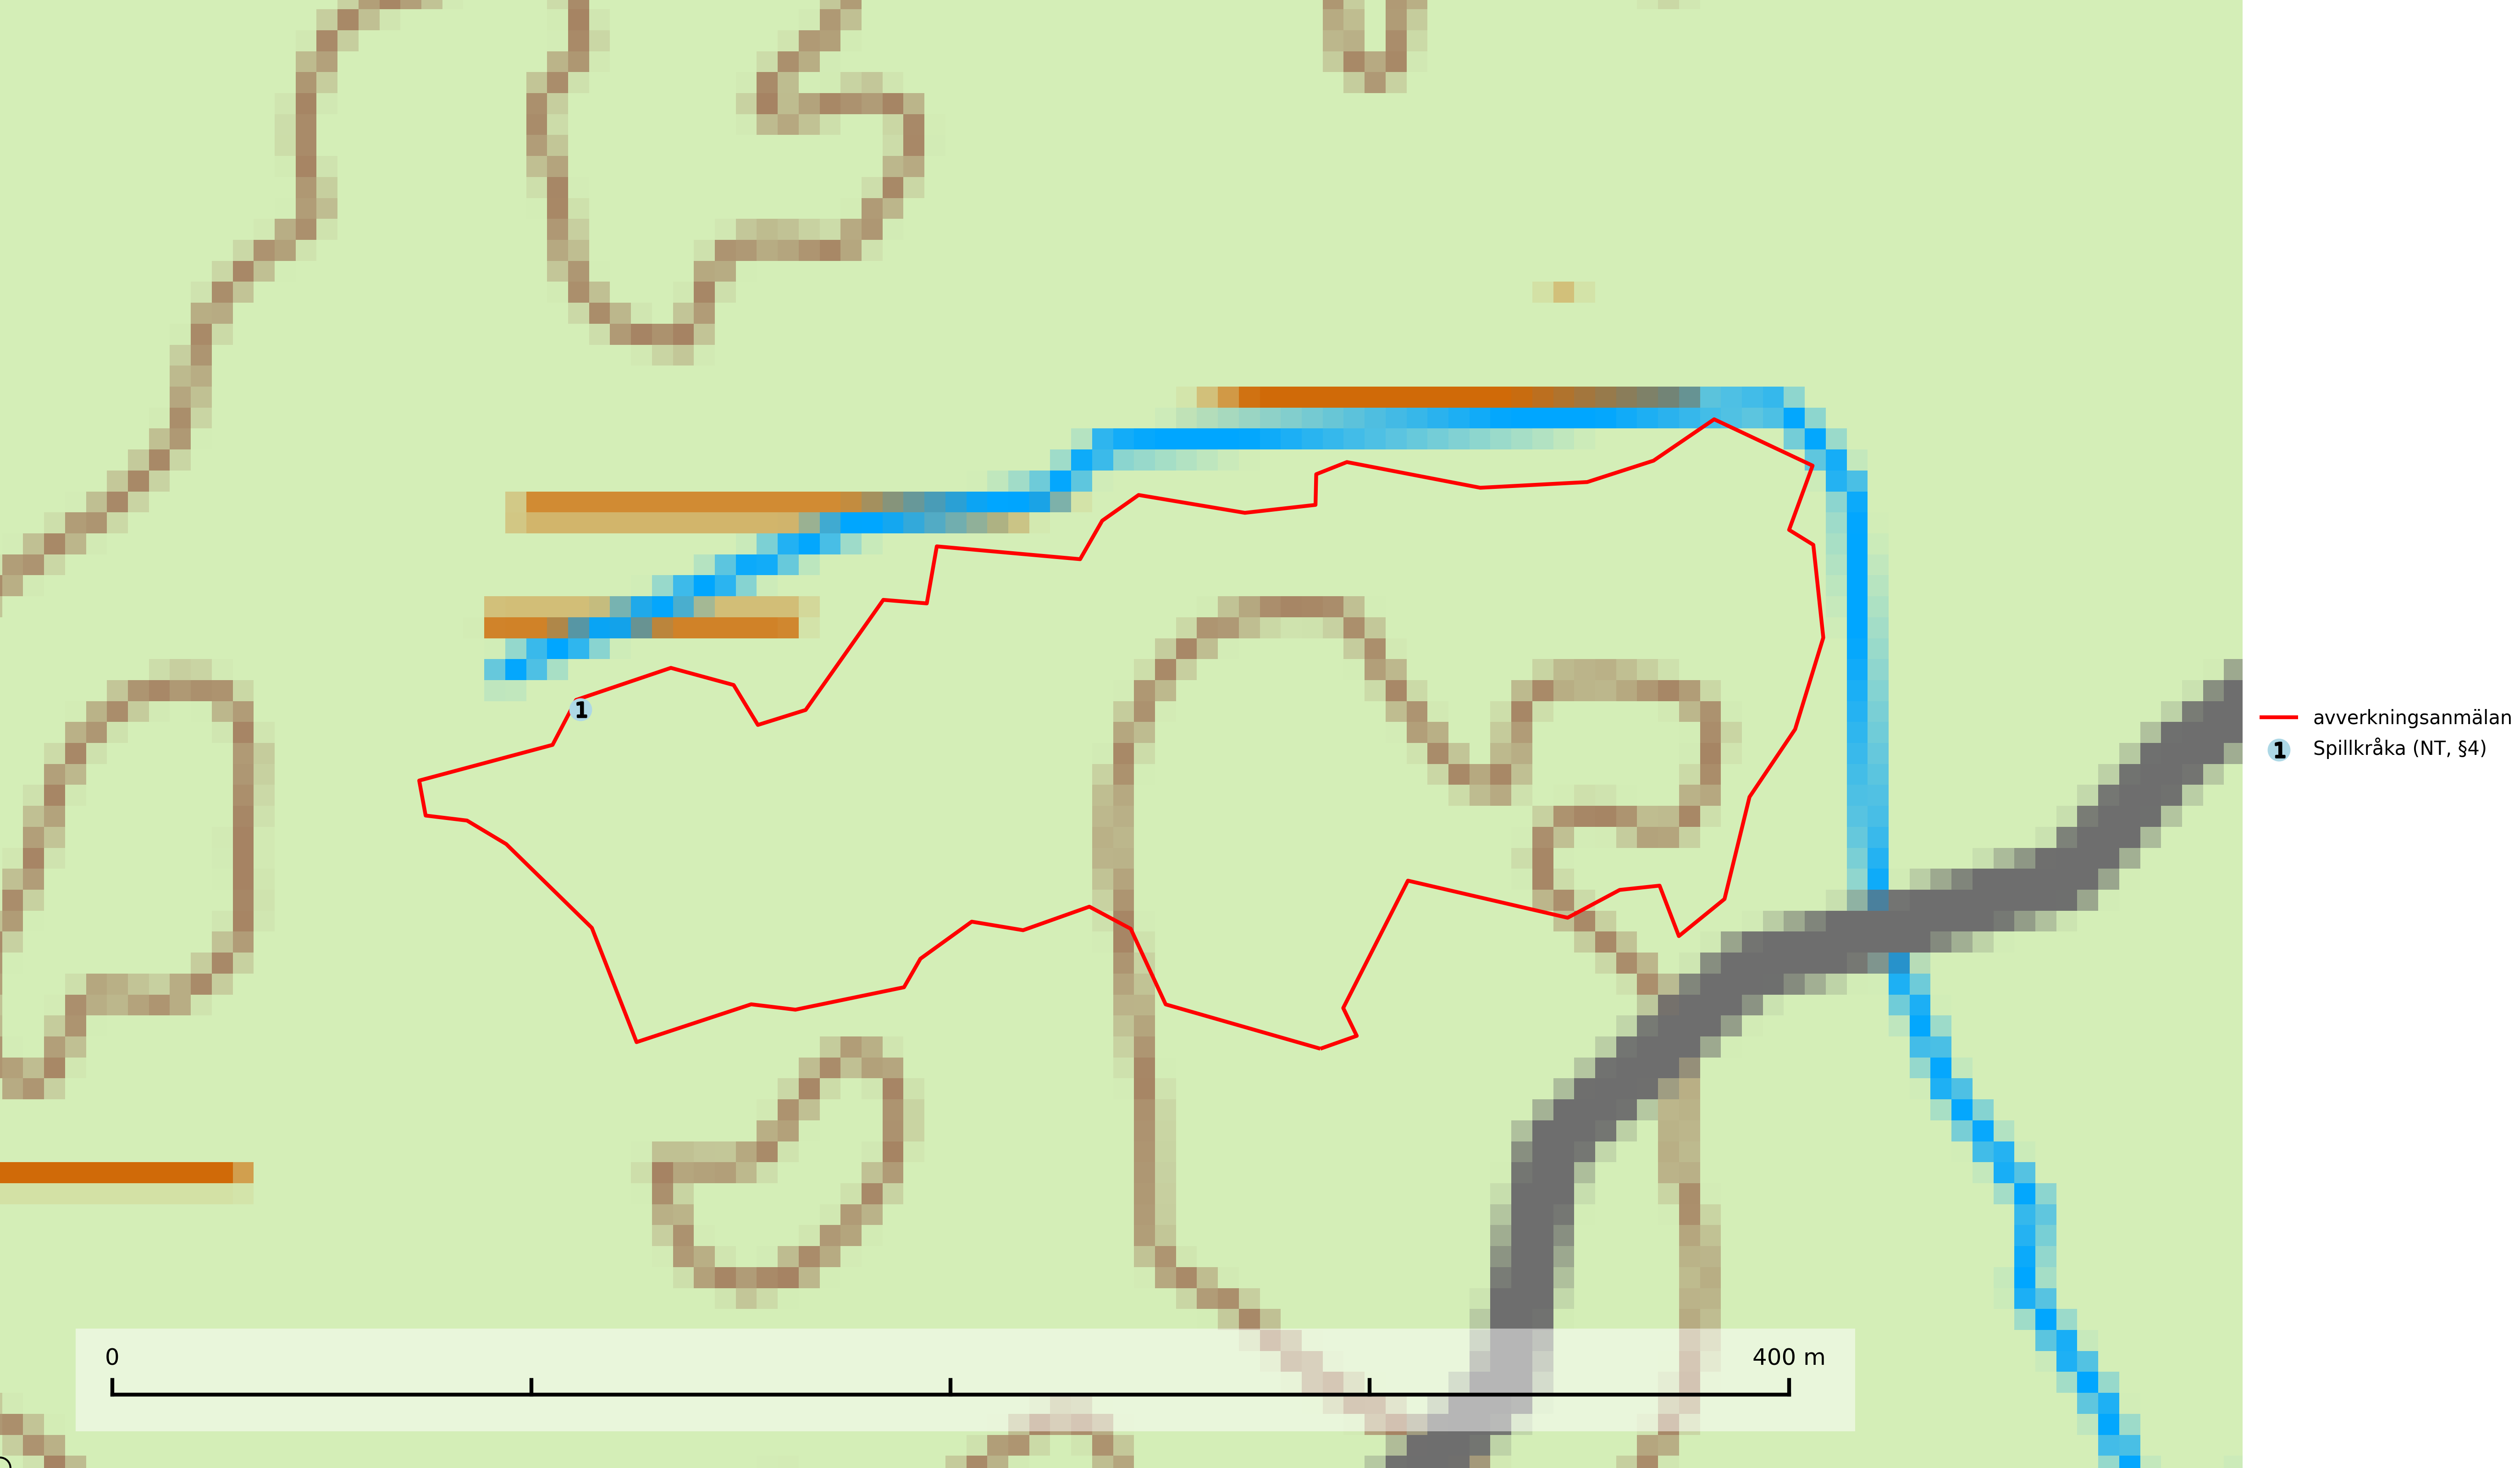 1
avverkningsanmälan
1 Spillkråka (NT, §4)
0 400 m